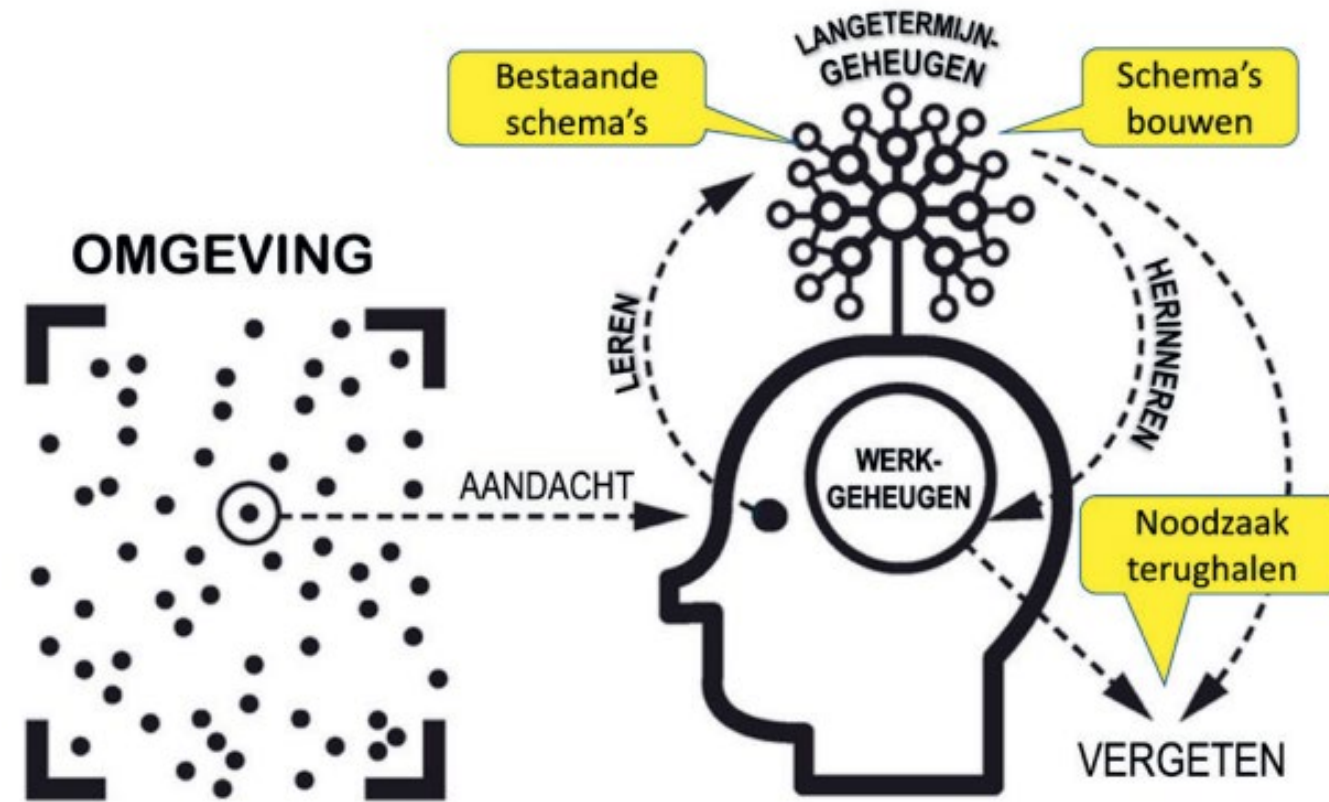 LANGETERMIJN-
GEHEUGEN
Bestaande
schema's
Schema's
bouwen
OMGEVING
LEREN
HERINNEREN
AANDACHT
WERK-
GEHEUGEN
Noodzaak
terughalen
VERGETEN